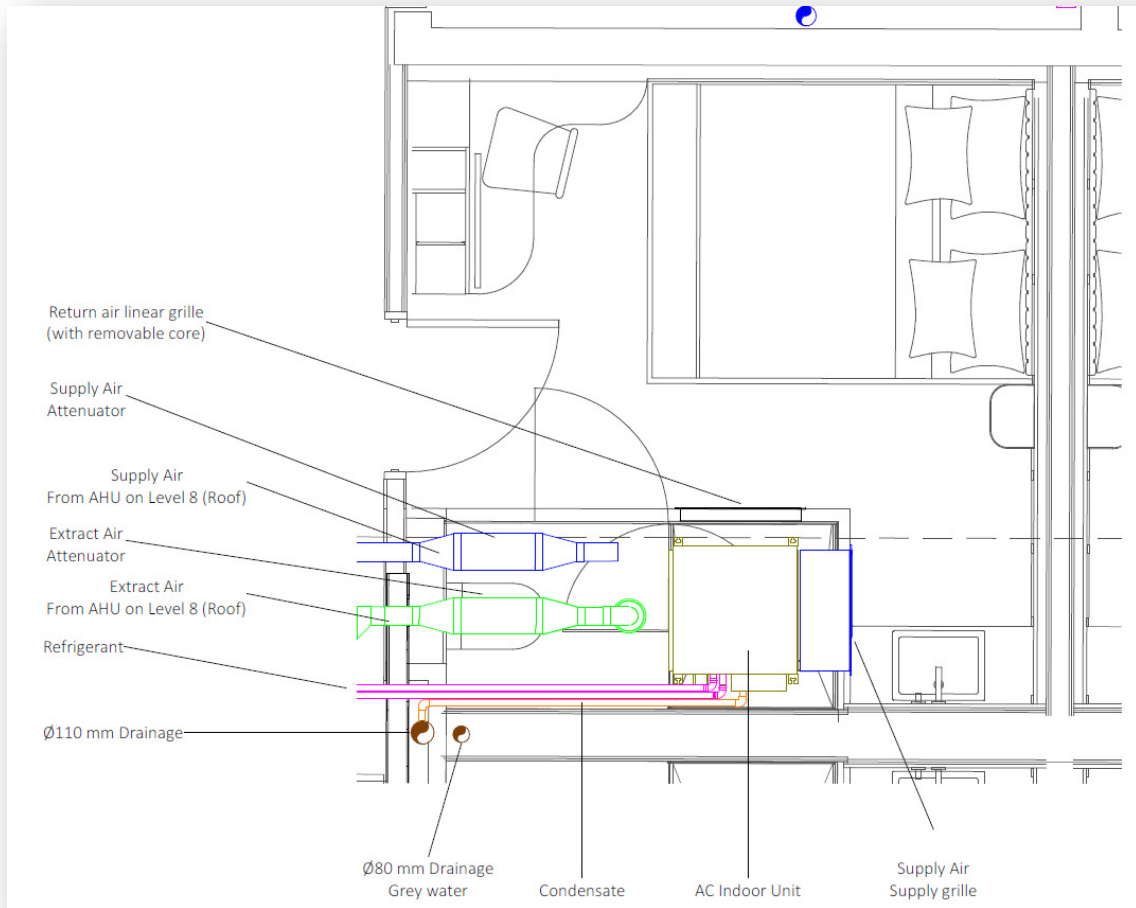 Return air linear grille
(with removable core)
Supply Air
Attenuator
Supply Air
From AHU on Level 8 (Roof)
Extract Air
Attenuator
Extract Air
From AHU on Level 8 (Roof)
Refrigerant
Ø110 mm Drainage
Ø80 mm Drainage
Grey water
Condensate
AC Indoor Unit
Supply Air
Supply grille